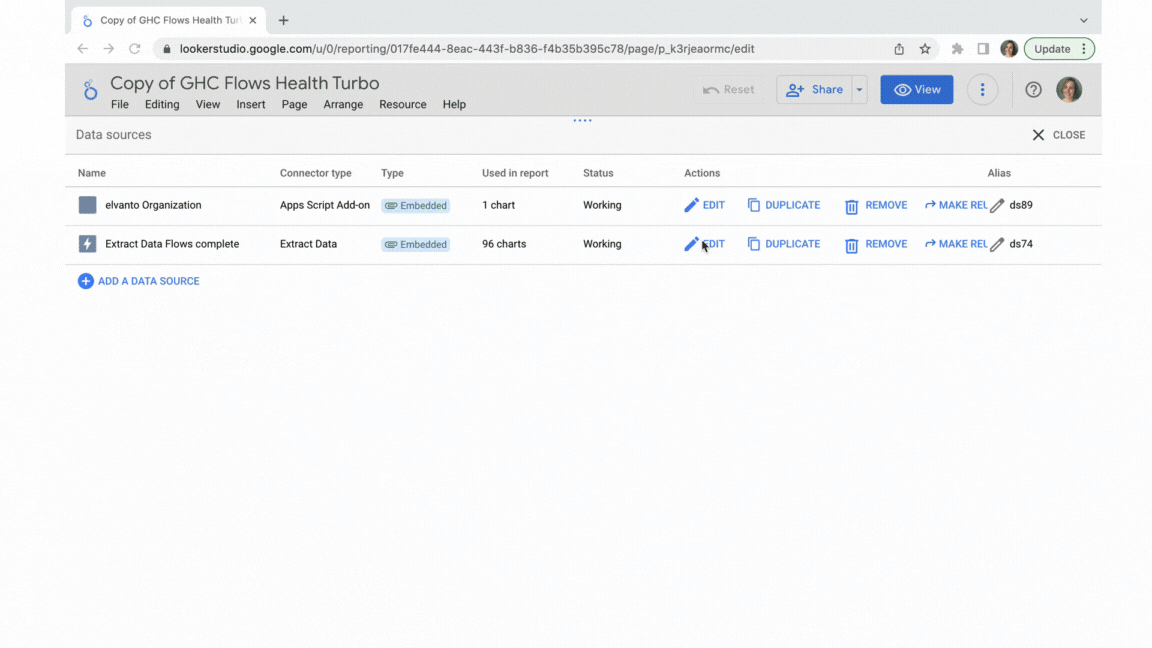 Copy of GHC Flows Health Tur
lookerstudio.google.com/u/0/reporting/017fe444-8eac-443f-b836-f4b35b395c78/page/p_k3rjeaormc/edit
Update
Copy of GHC Flows Health Turbo
File Editing View Insert Page Arrange Resource Help
Reset Share View
Data sources
CLOSE
Name Connector type Type Used in report Status Actions Alias
elvanto Organization Apps Script Add-on Embedded 1 chart Working EDIT DUPLICATE REMOVE MAKE REU ds89
Extract Data Flows complete Extract Data Embedded 96 charts Working EDIT DUPLICATE REMOVE MAKE REU ds74
ADD A DATA SOURCE